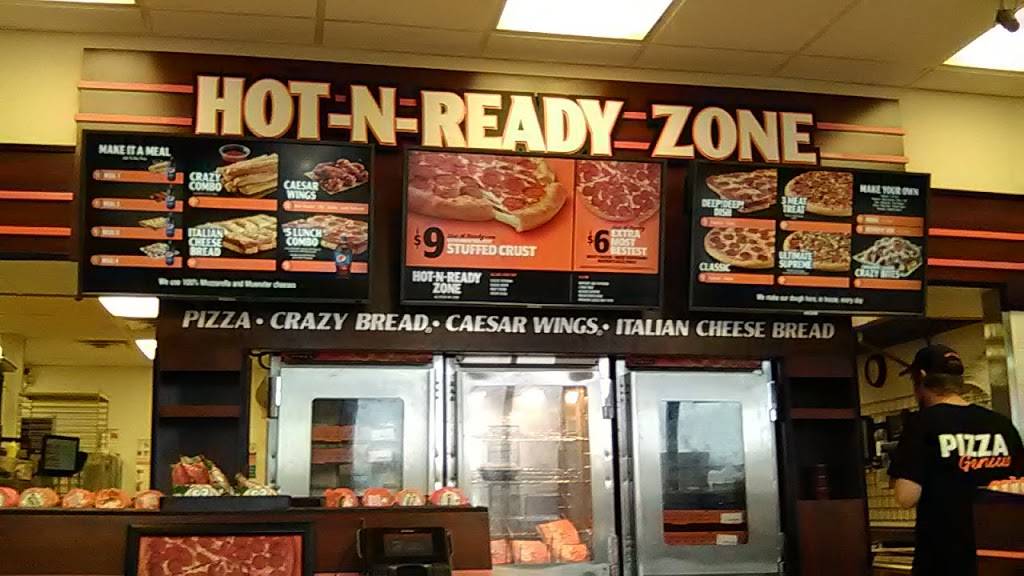 HOT-N-READY ZONE
MAKE IT A MEAL
CRAZY
COMBO
CAESAR
WINGS
ITALIAN
CHEESE
BREAD
$5 LUNCH
COMBO
We use 100% Mozzarella and Muenster cheeses
$9
STUFFED CRUST
$6
EXTRA
MOST
BESTEST
HOT-N-READY
ZONE
DEEP!DEEP!
DISH
3 MEAT
TREAT
MAKE YOUR OWN
CLASSIC
ULTIMATE
SUPREME
CRAZY BITES
We make our dough here, in house, every day
PIZZA • CRAZY BREAD® • CAESAR WINGS® • ITALIAN CHEESE BREAD
PIZZA
Genius